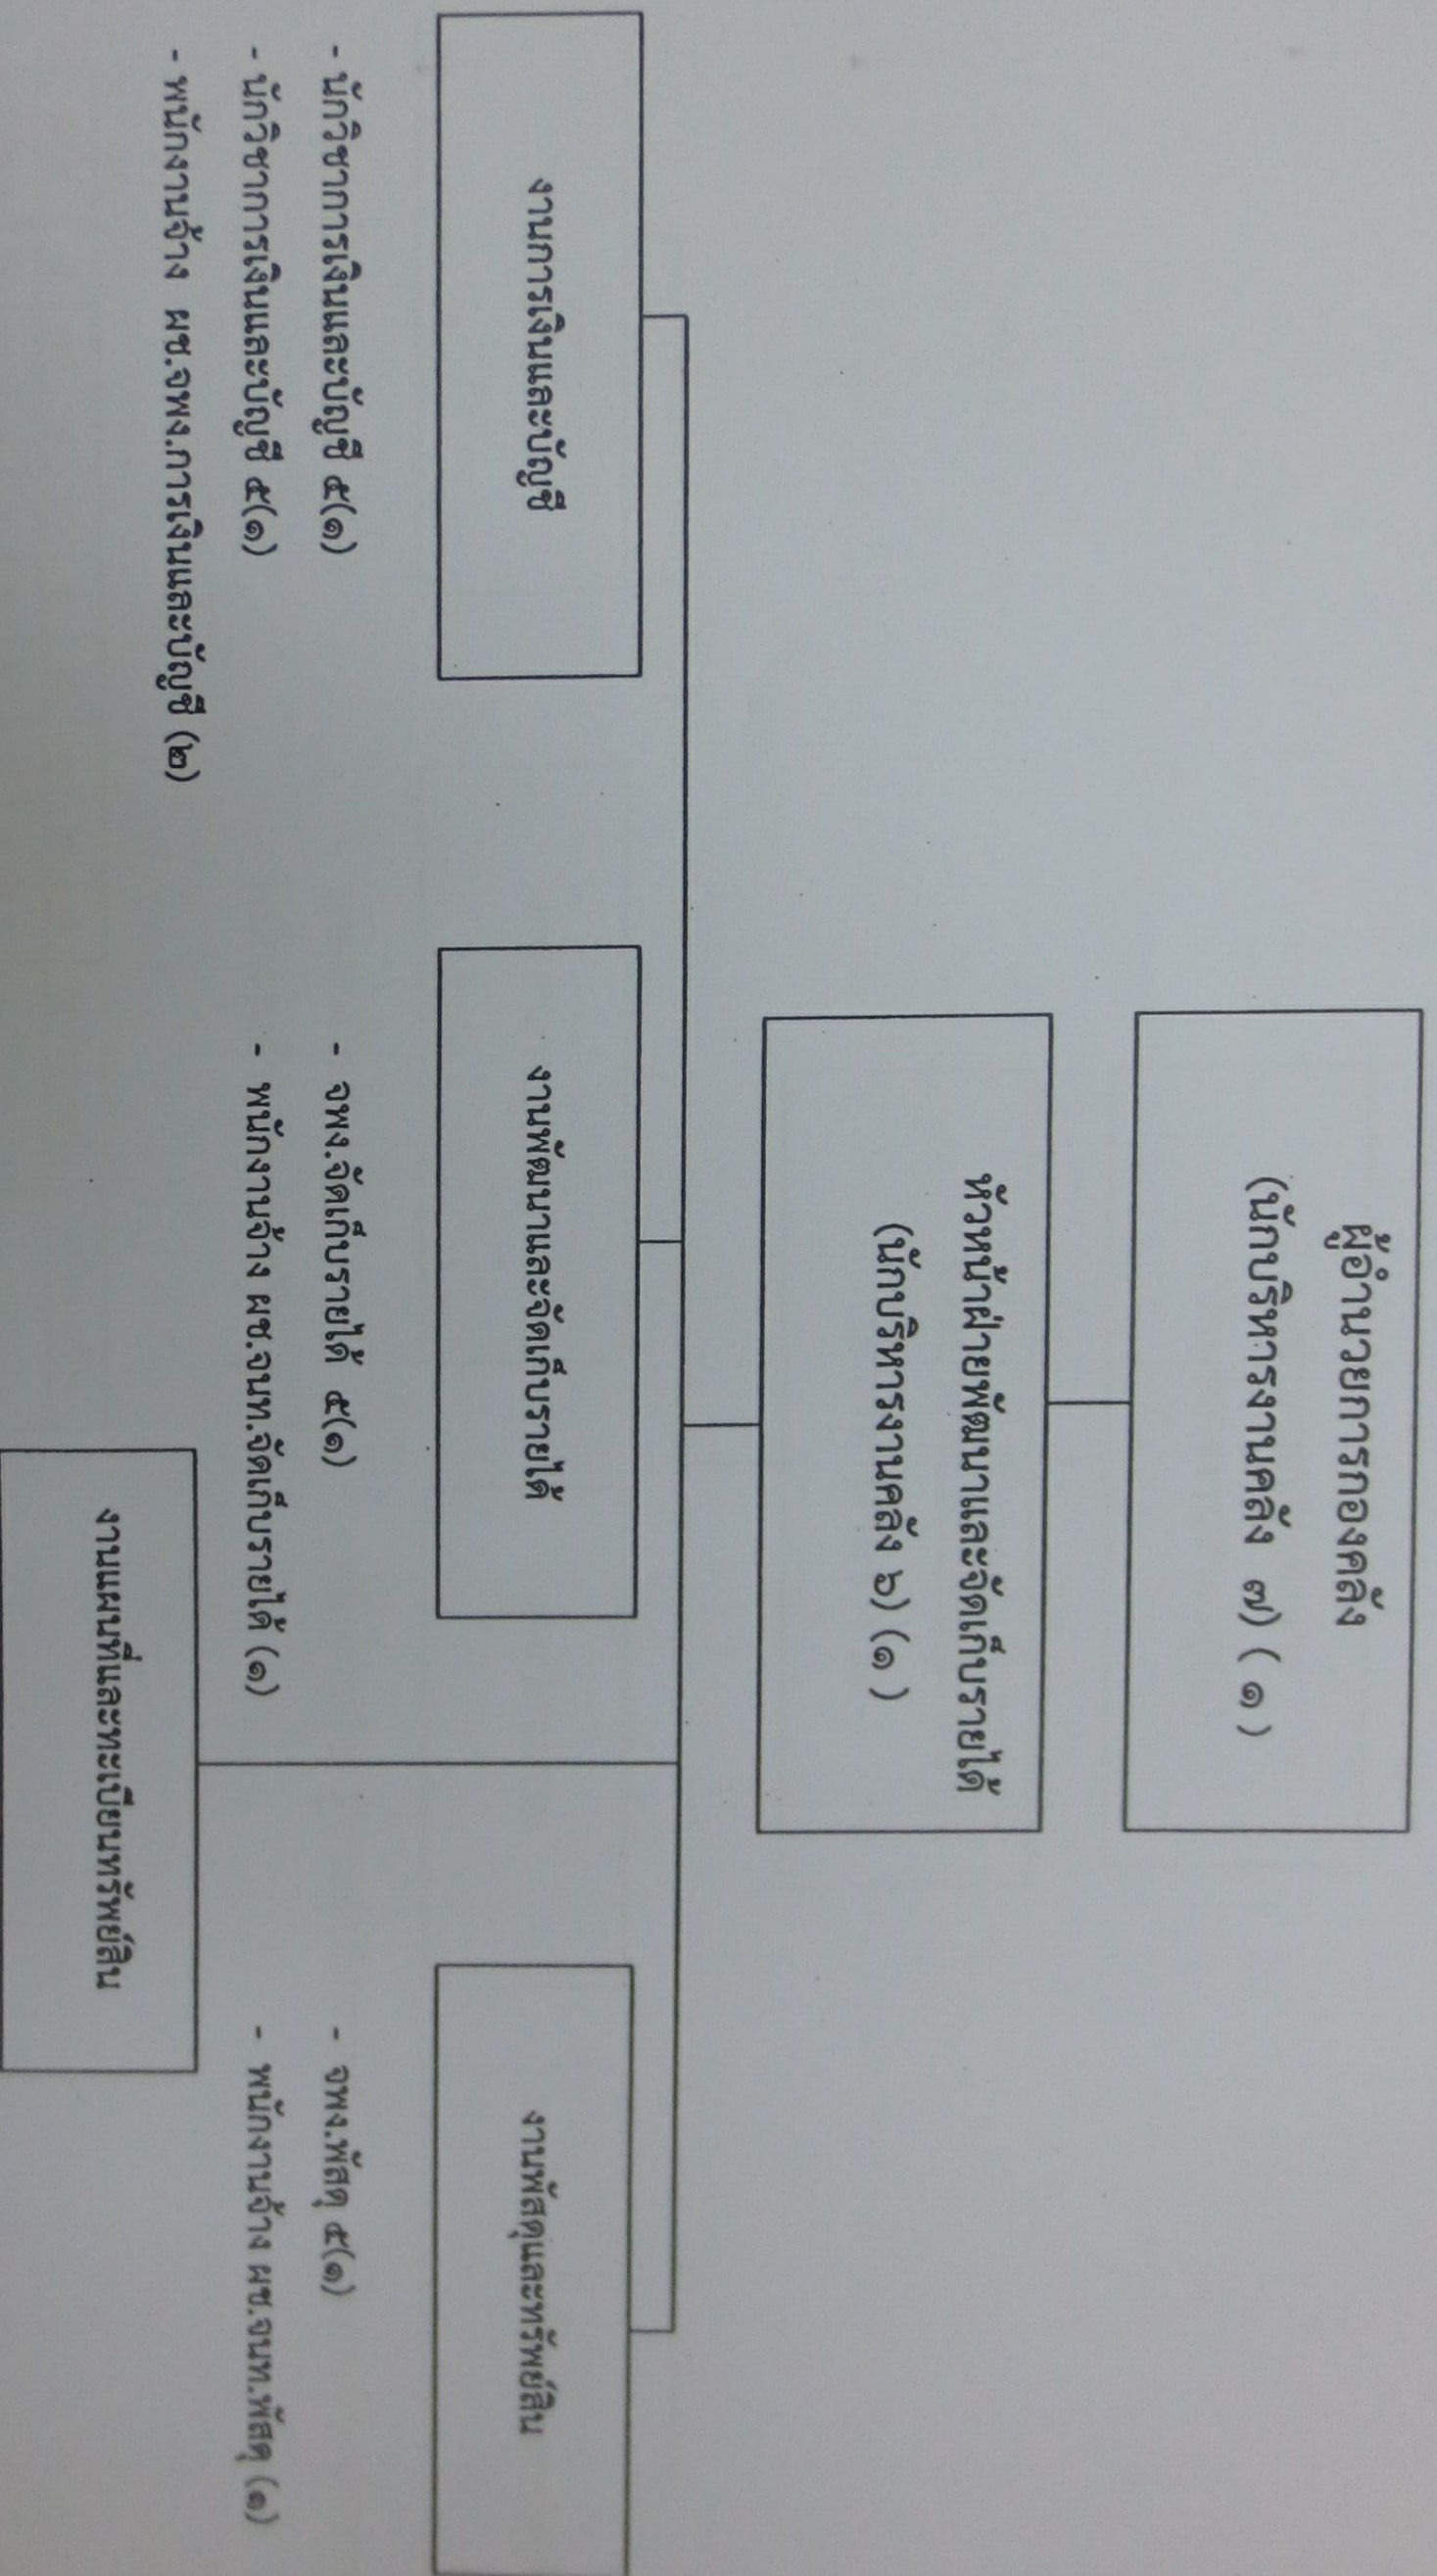 ผู้อำนวยการกองคลัง
(นักบริหารงานคลัง ๗) ( ๑ )
หัวหน้าฝ่ายพัฒนาและจัดเก็บรายได้
(นักบริหารงานคลัง ๖) (๑ )
งานการเงินและบัญชี
- นักวิชาการเงินและบัญชี ๕(๑)
- นักวิชาการเงินและบัญชี ๕(๑)
- พนักงานจ้าง ผช.จพง.การเงินและบัญชี (๒)
งานพัฒนาและจัดเก็บรายได้
- จพง.จัดเก็บรายได้ ๕(๑)
- พนักงานจ้าง ผช.จนท.จัดเก็บรายได้ (๑)
งานพัสดุและทรัพย์สิน
- จพง.พัสดุ ๕(๑)
- พนักงานจ้าง ผช.จนท.พัสดุ (๑)
งานแผนที่และทะเบียนทรัพย์สิน